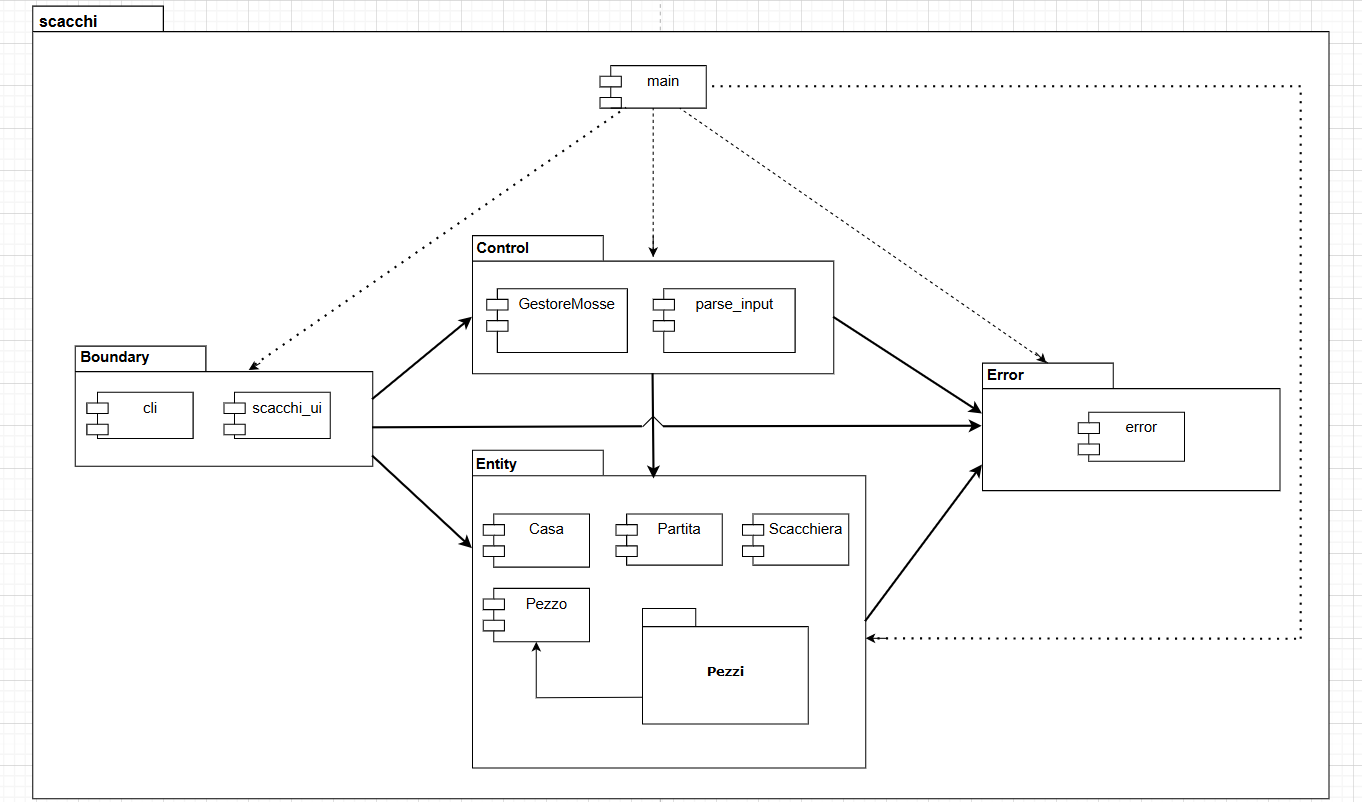 scacchi
main
Control
GestoreMosse
parse_input
Boundary
cli
scacchi_ui
Error
error
Entity
Casa
Partita
Scacchiera
Pezzo
Pezzi